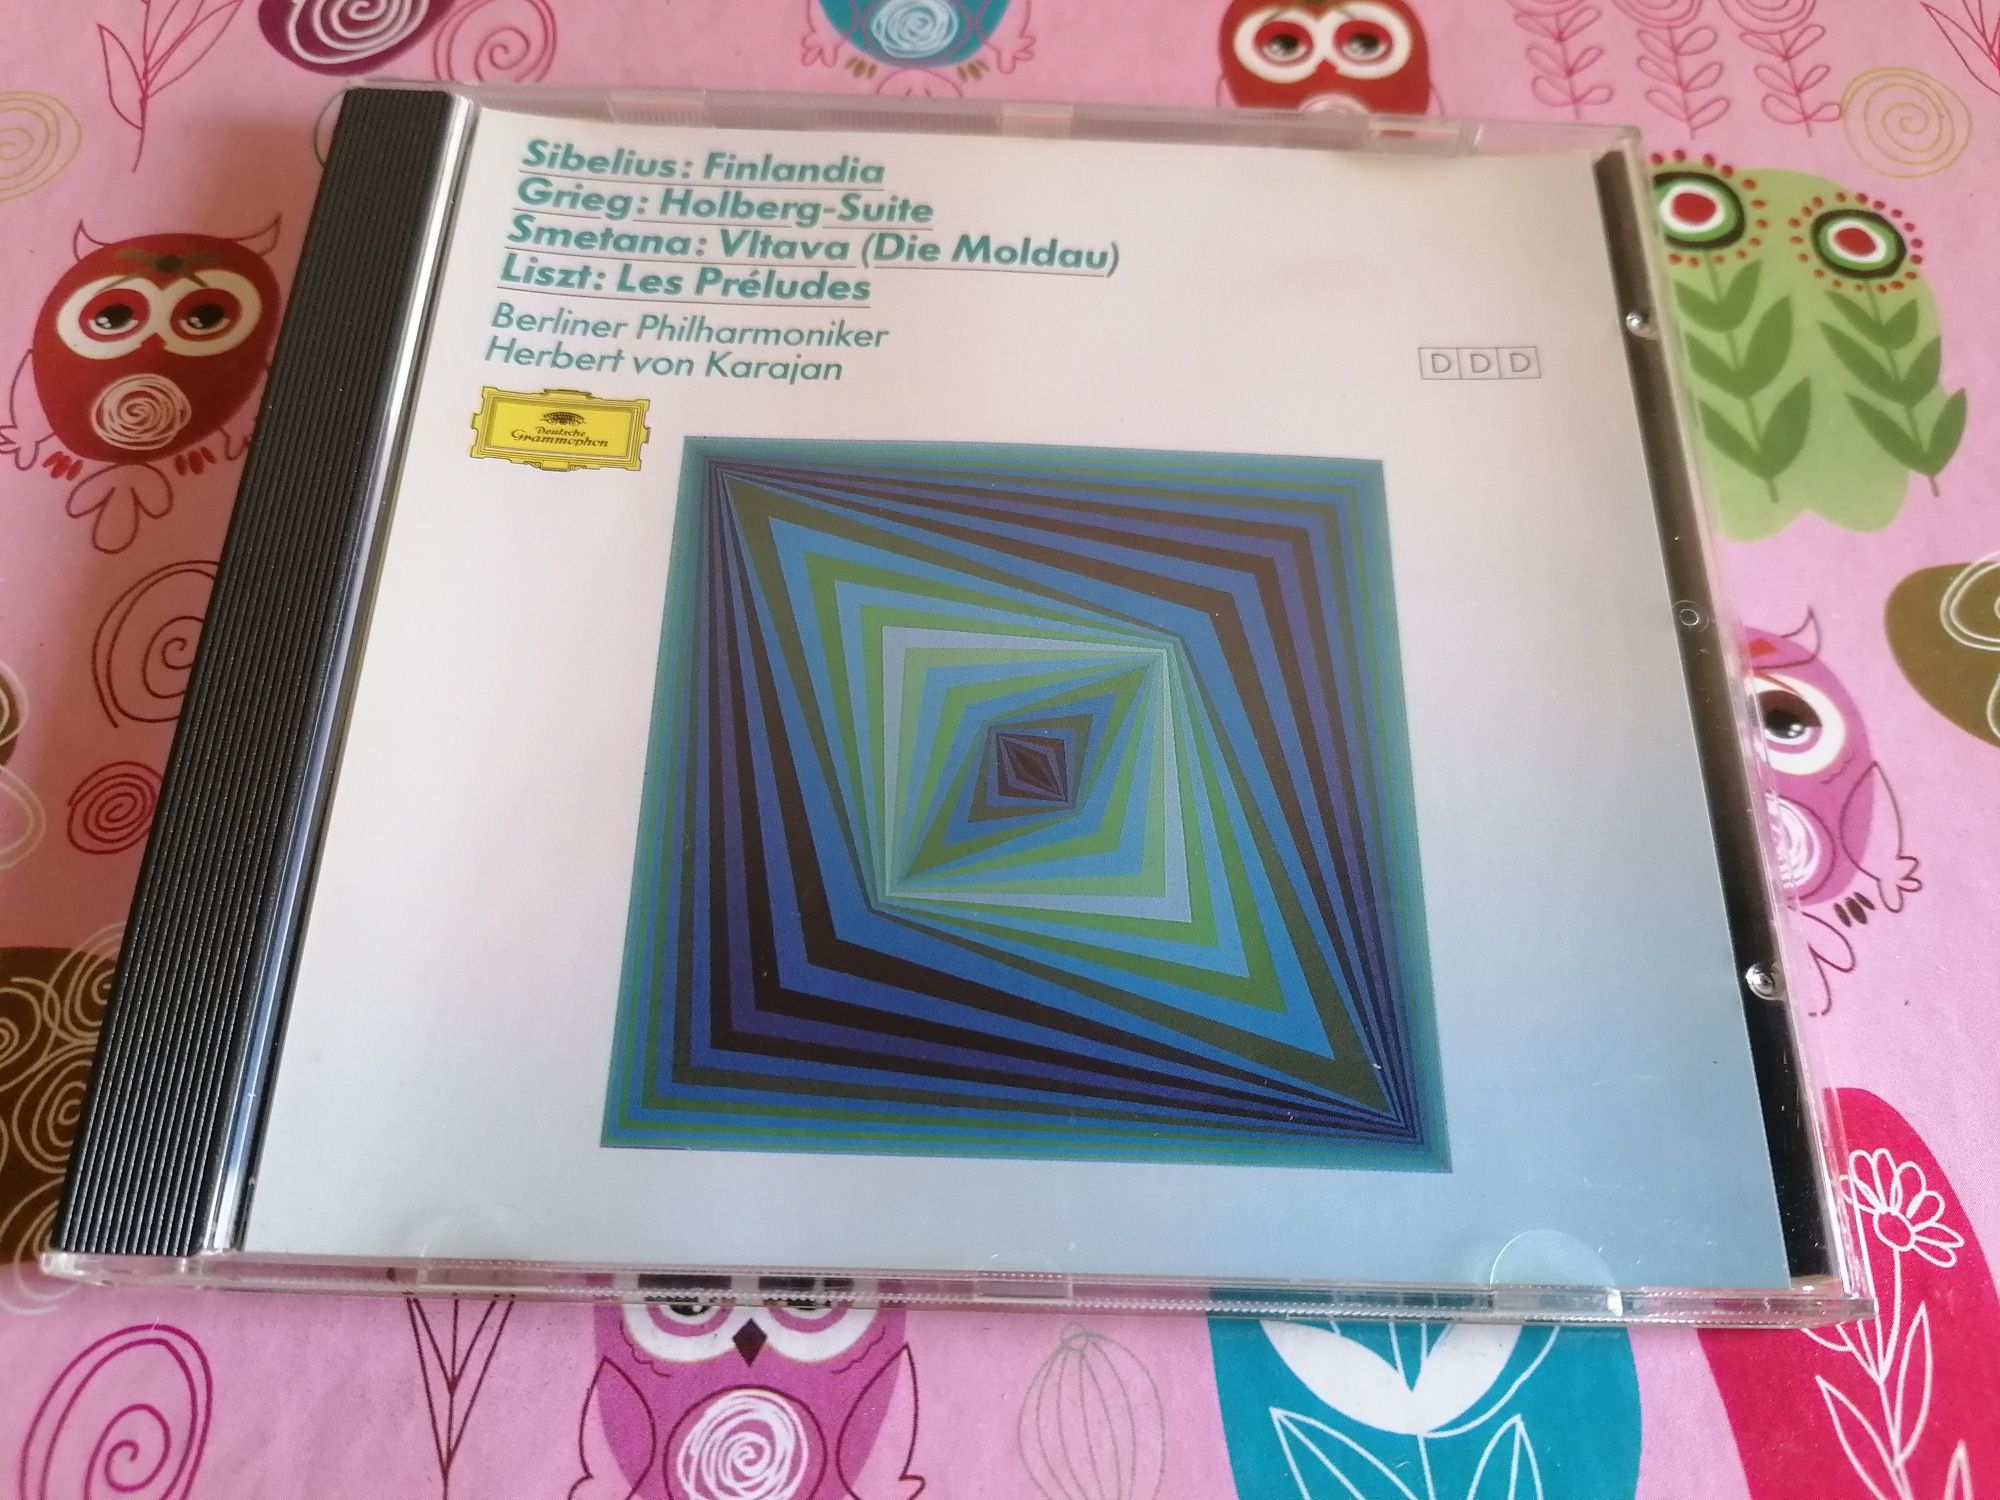 Sibelius: Finlandia
Grieg: Holberg-Suite
Smetana: Vltava (Die Moldau)
Liszt: Les Préludes
Berliner Philharmoniker
Herbert von Karajan
DDD
Deutsche
Grammophon